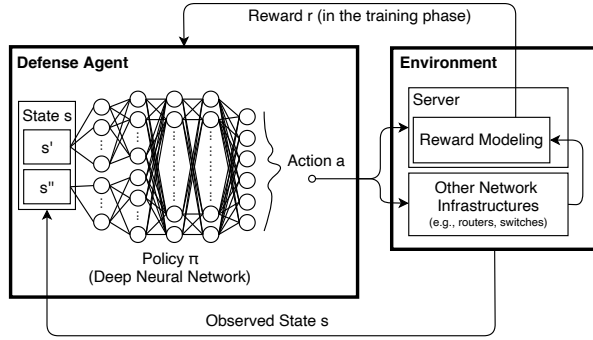 Reward r (in the training phase)
Defense Agent
State s
s'
s"
Action a
Policy π
(Deep Neural Network)
Environment
Server
Reward Modeling
Other Network
Infrastructures
(e.g., routers, switches)
Observed State s